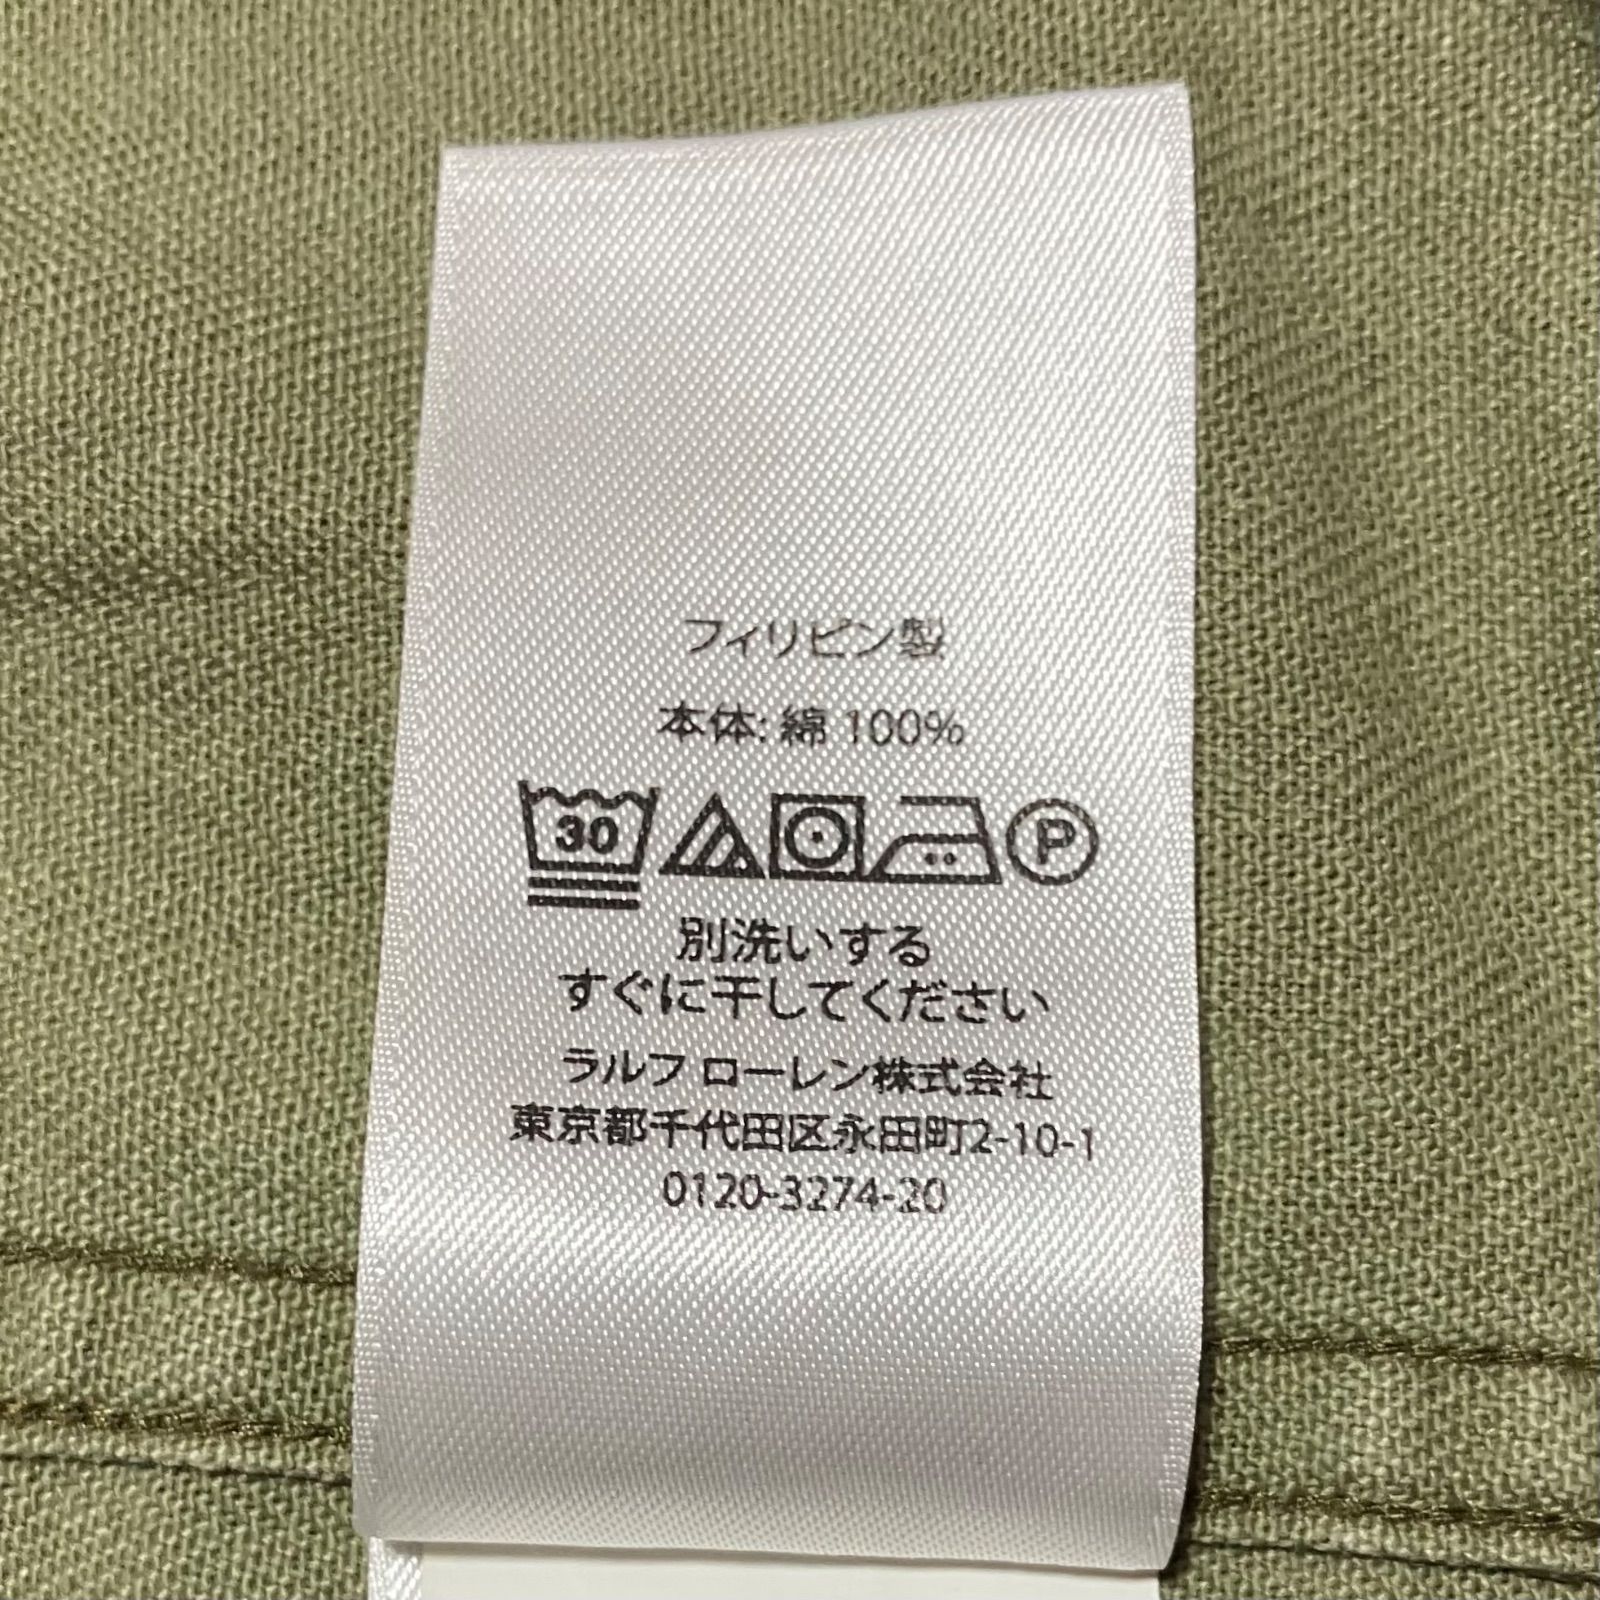 フィリピン製
本体: 綿 100%
30 P
別洗いする
すぐに干してください
ラルフ ローレン株式会社
東京都千代田区永田町2-10-1
0120-3274-20